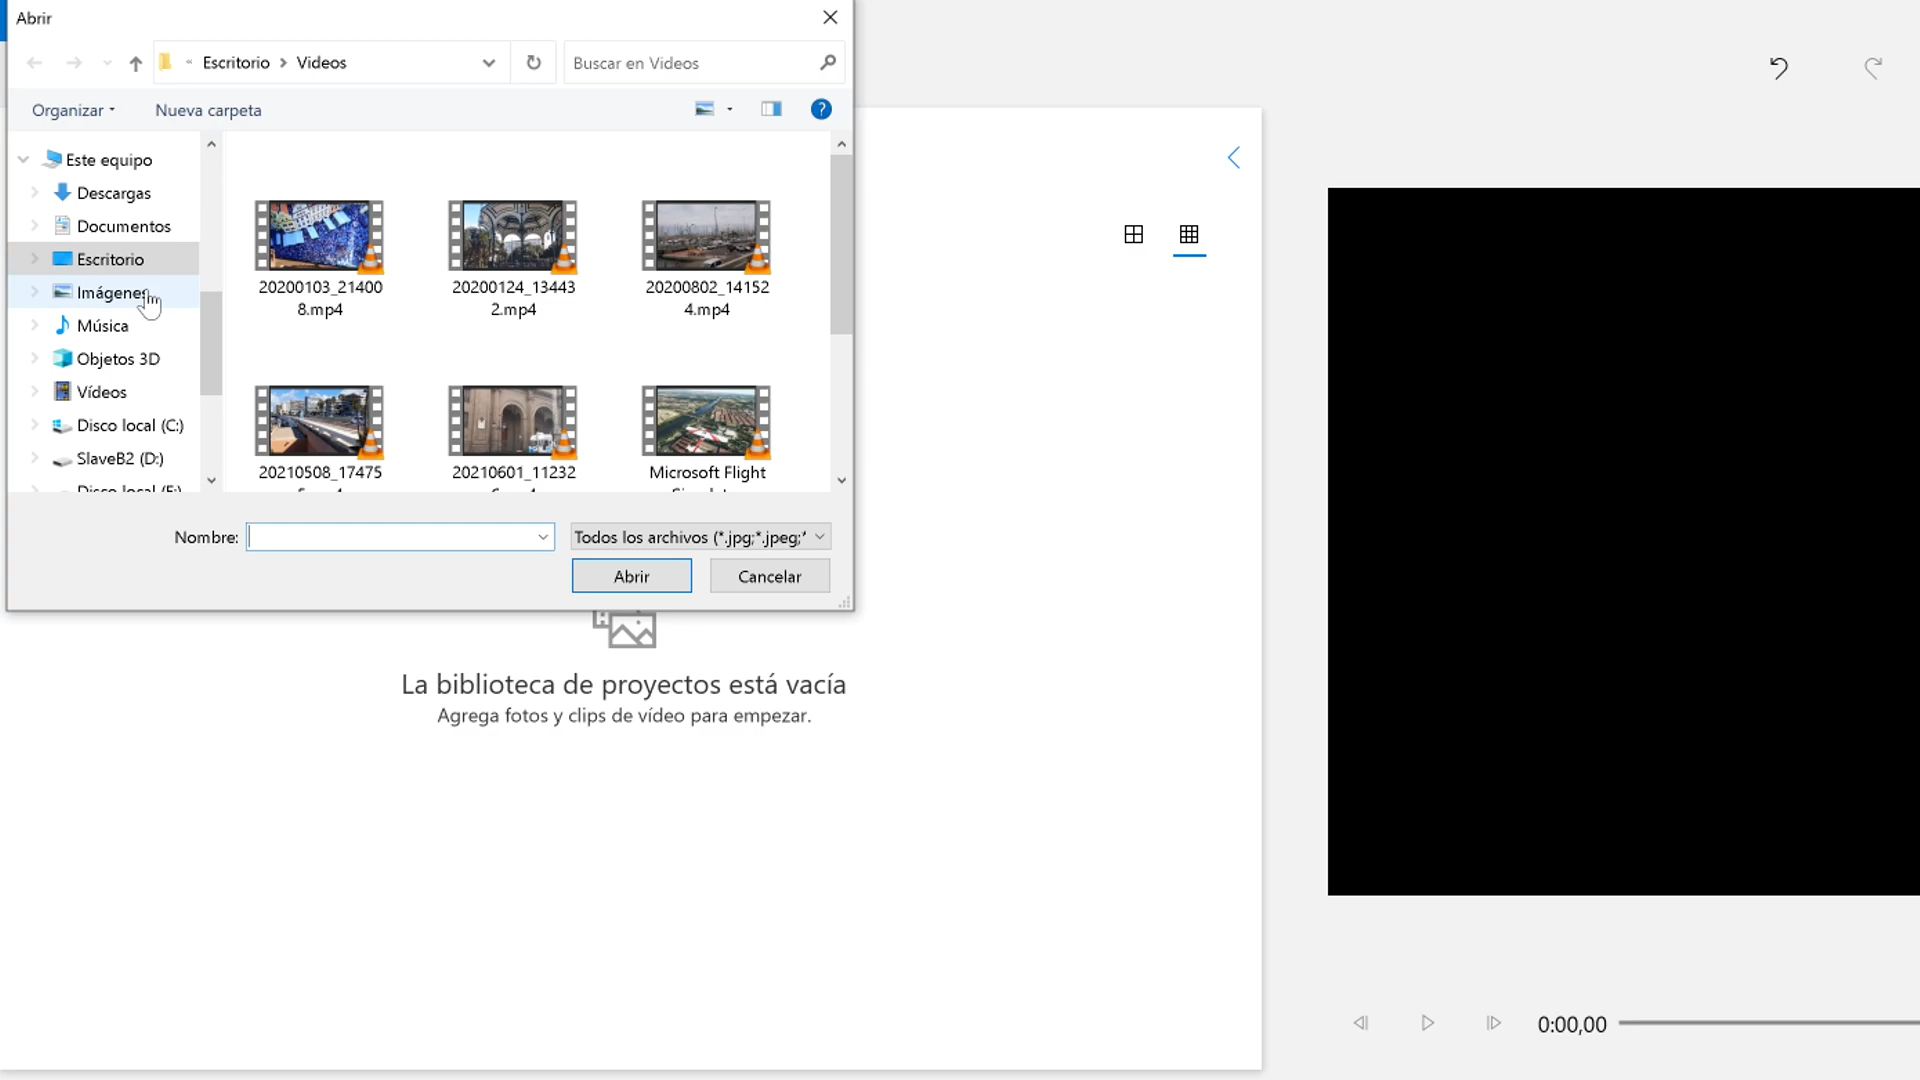 Abrir
« Escritorio > Videos
Buscar en Videos
Organizar
Nueva carpeta
?
Este equipo
Descargas
Documentos
Escritorio
Imágenes
Música
Objetos 3D
Vídeos
Disco local (C:)
SlaveB2 (D:)
Disco local (E:)
20200103_21400
8.mp4
20200124_13443
2.mp4
20200802_14152
4.mp4
20210508_17475
20210601_11232
Microsoft Flight
Nombre:
Todos los archivos (*.jpg;*.jpeg;*
Abrir
Cancelar
La biblioteca de proyectos está vacía
Agrega fotos y clips de vídeo para empezar.
0:00,00